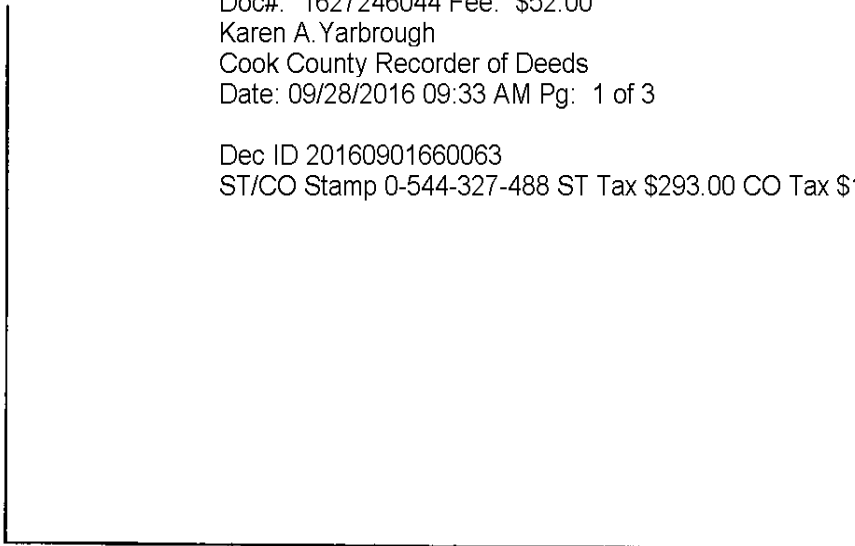 Doc#: 1627246044 Fee: $52.00
Karen A.Yarbrough
Cook County Recorder of Deeds
Date: 09/28/2016 09:33 AM Pg: 1 of 3
Dec ID 20160901660063
ST/CO Stamp 0-544-327-488 ST Tax $293.00 CO Tax $1